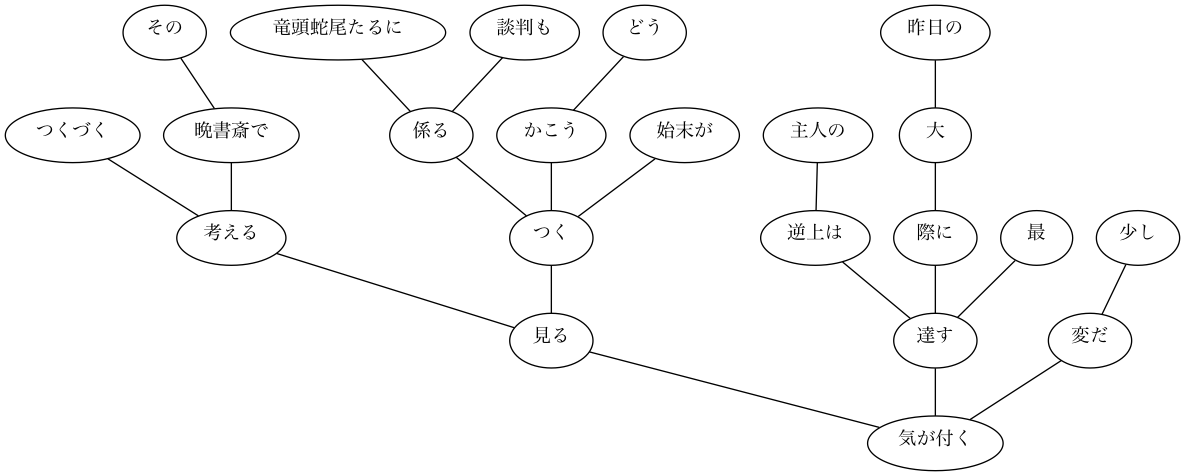 その
竜頭蛇尾たるに
談判も
どう
昨日の
つくづく
晩書斎で
係る
かこう
始末が
主人の
大
考える
つく
逆上は
際に
最
少し
見る
達す
変だ
気が付く